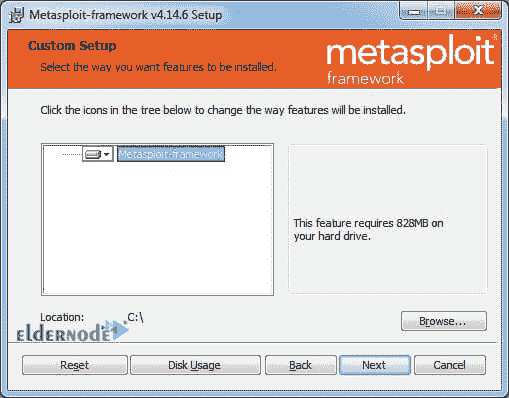 Metasploit-framework v4.14.6 Setup
Custom Setup
Select the way you want features to be installed.
metasploit®
framework
Click the icons in the tree below to change the way features will be installed.
Metasploit-framework
This feature requires 828MB on
your hard drive.
Location: C:\
Browse...
eLDERNODE
Reset Disk Usage Back Next Cancel